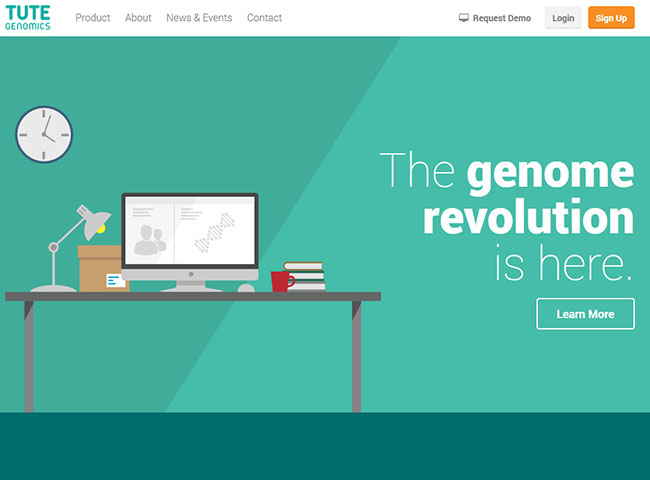 TUTE
GENOMICS
Product About News & Events Contact
Request Demo Login Sign Up
The genome
revolution
is here.
Learn More